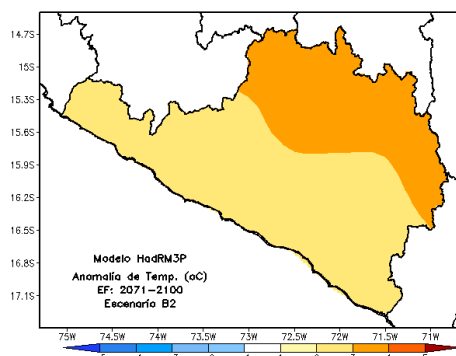 14.7S
15S
15.3S
15.6S
15.9S
16.2S
16.5S
16.8S
17.1S
Modelo HadRM3P
Anomalía de Temp. (oC)
EF: 2071-2100
Escenario B2
75W 74.5W 74W 73.5W 73W 72.5W 72W 71.5W 71W